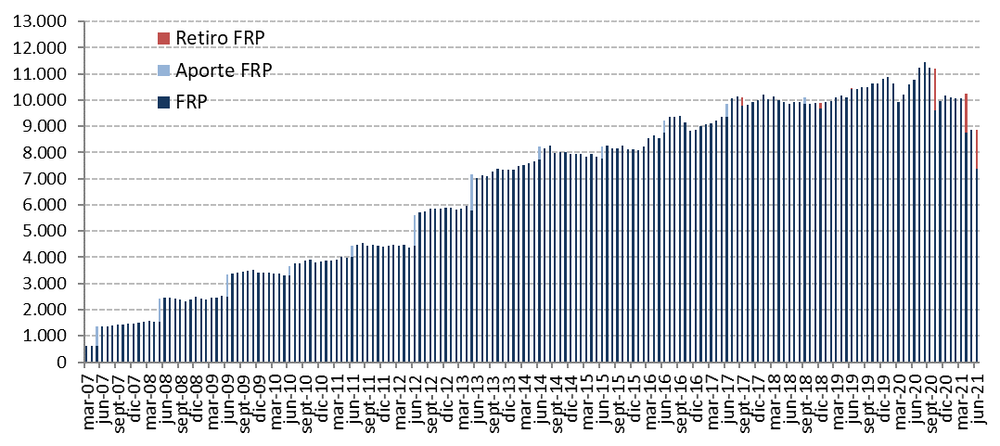 13.000
12.000
11.000
10.000
9.000
8.000
7.000
6.000
5.000
4.000
3.000
2.000
1.000
0
Retiro FRP
Aporte FRP
FRP
mar-07
jun-07
sept-07
dic-07
mar-08
jun-08
sept-08
dic-08
mar-09
jun-09
sept-09
dic-09
mar-10
jun-10
sept-10
dic-10
mar-11
jun-11
sept-11
dic-11
mar-12
jun-12
sept-12
dic-12
mar-13
jun-13
sept-13
dic-13
mar-14
jun-14
sept-14
dic-14
mar-15
jun-15
sept-15
dic-15
mar-16
jun-16
sept-16
dic-16
mar-17
jun-17
sept-17
dic-17
mar-18
jun-18
sept-18
dic-18
mar-19
jun-19
sept-19
dic-19
mar-20
jun-20
sept-20
dic-20
mar-21
jun-21